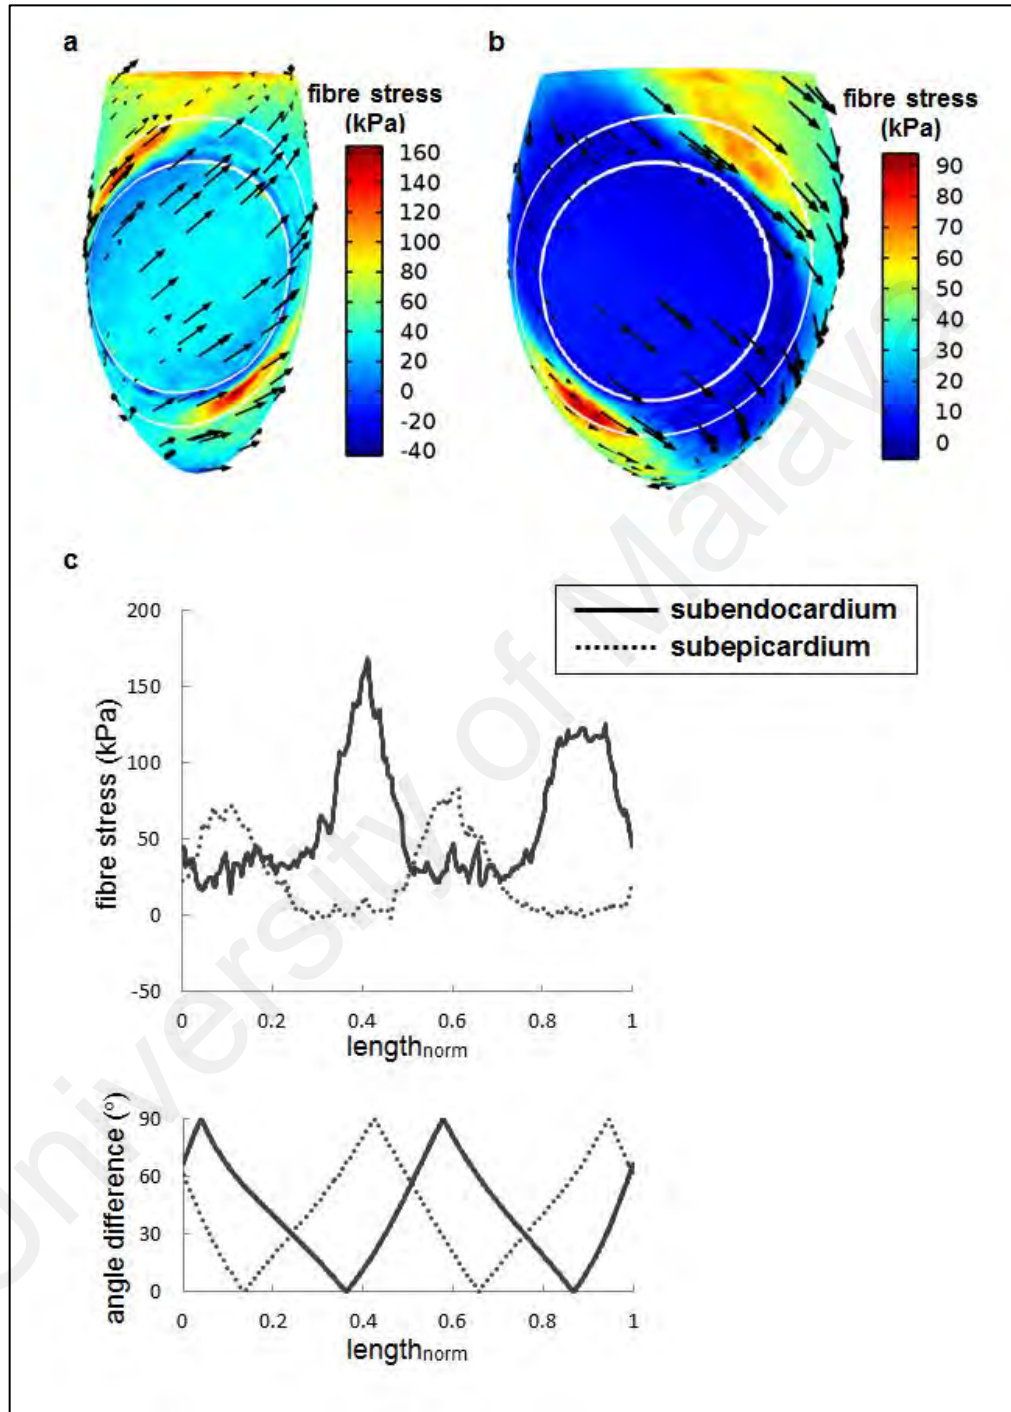 a
b
fibre stress
(kPa)
160
140
120
100
80
60
40
20
0
-20
-40
fibre stress
(kPa)
90
80
70
60
50
40
30
20
10
0
c
subendocardium
subepicardium
200
150
100
50
0
-50
fibre stress (kPa)
0 0.2 0.4 0.6 0.8 1
lengthnorm
90
60
30
0
angle difference (°)
0 0.2 0.4 0.6 0.8 1
lengthnorm
University of Malaya